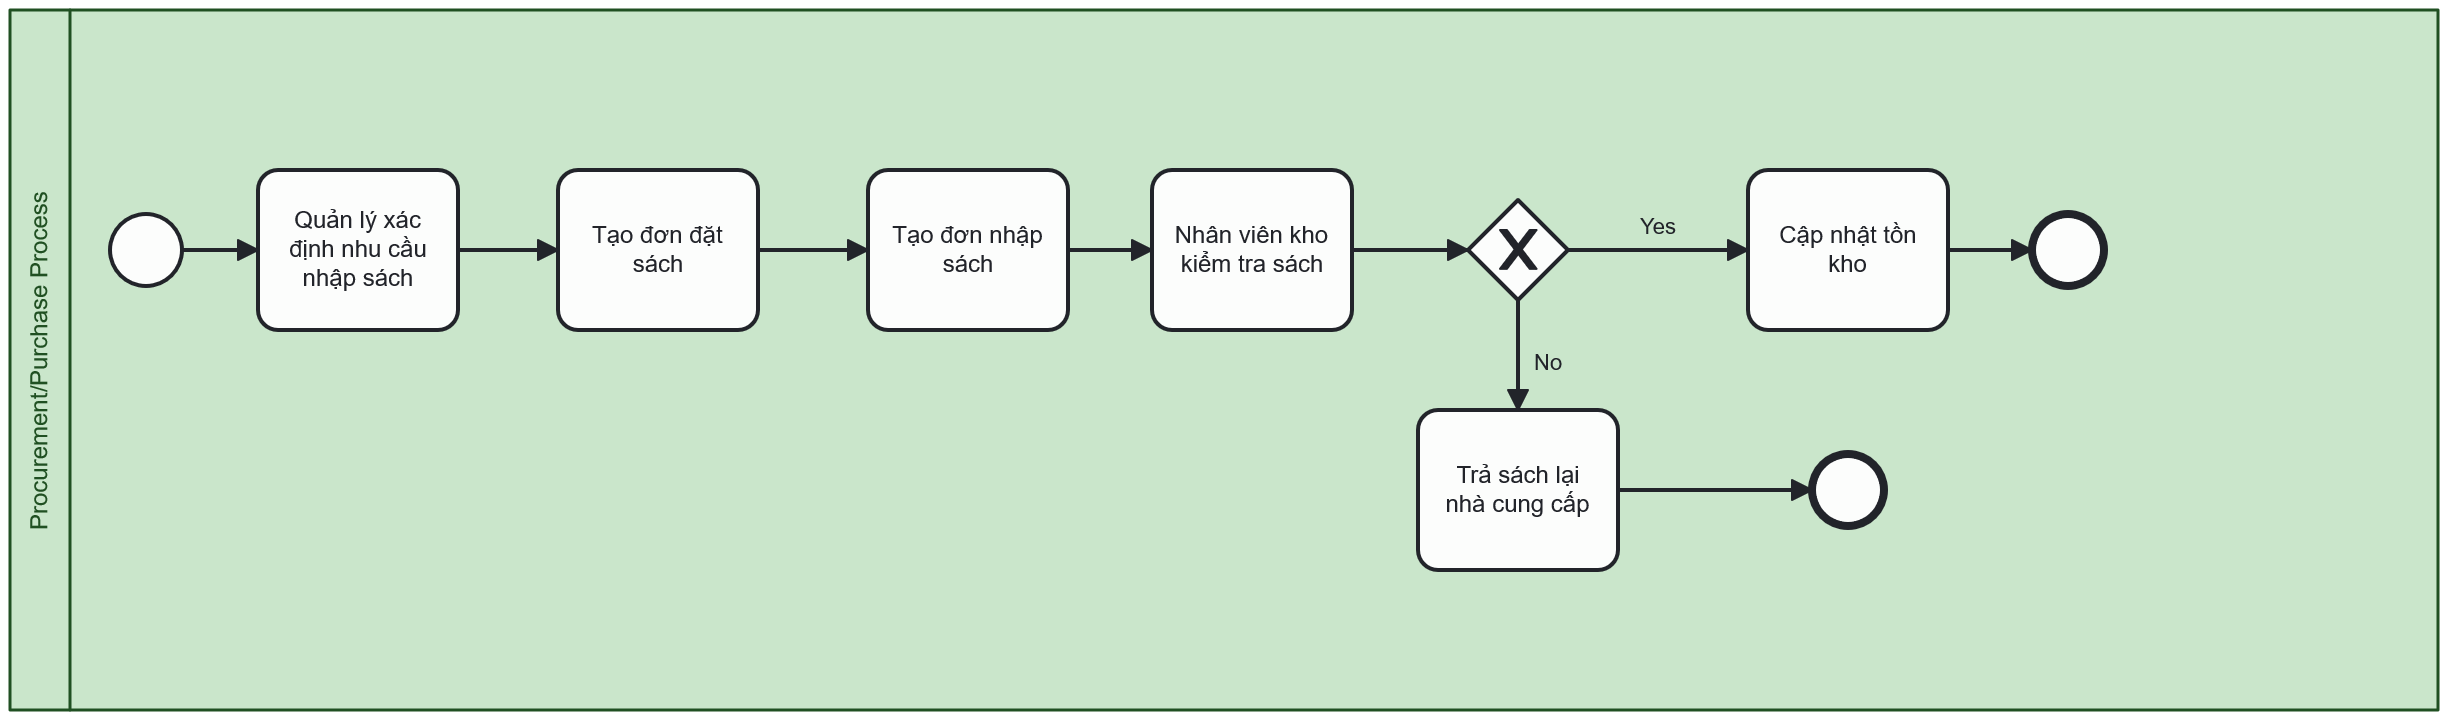 Procurement/Purchase Process
Quản lý xác
định nhu cầu
nhập sách
Tạo đơn đặt
sách
Tạo đơn nhập
sách
Nhân viên kho
kiểm tra sách
X
Yes
Cập nhật tồn
kho
No
Trả sách lại
nhà cung cấp